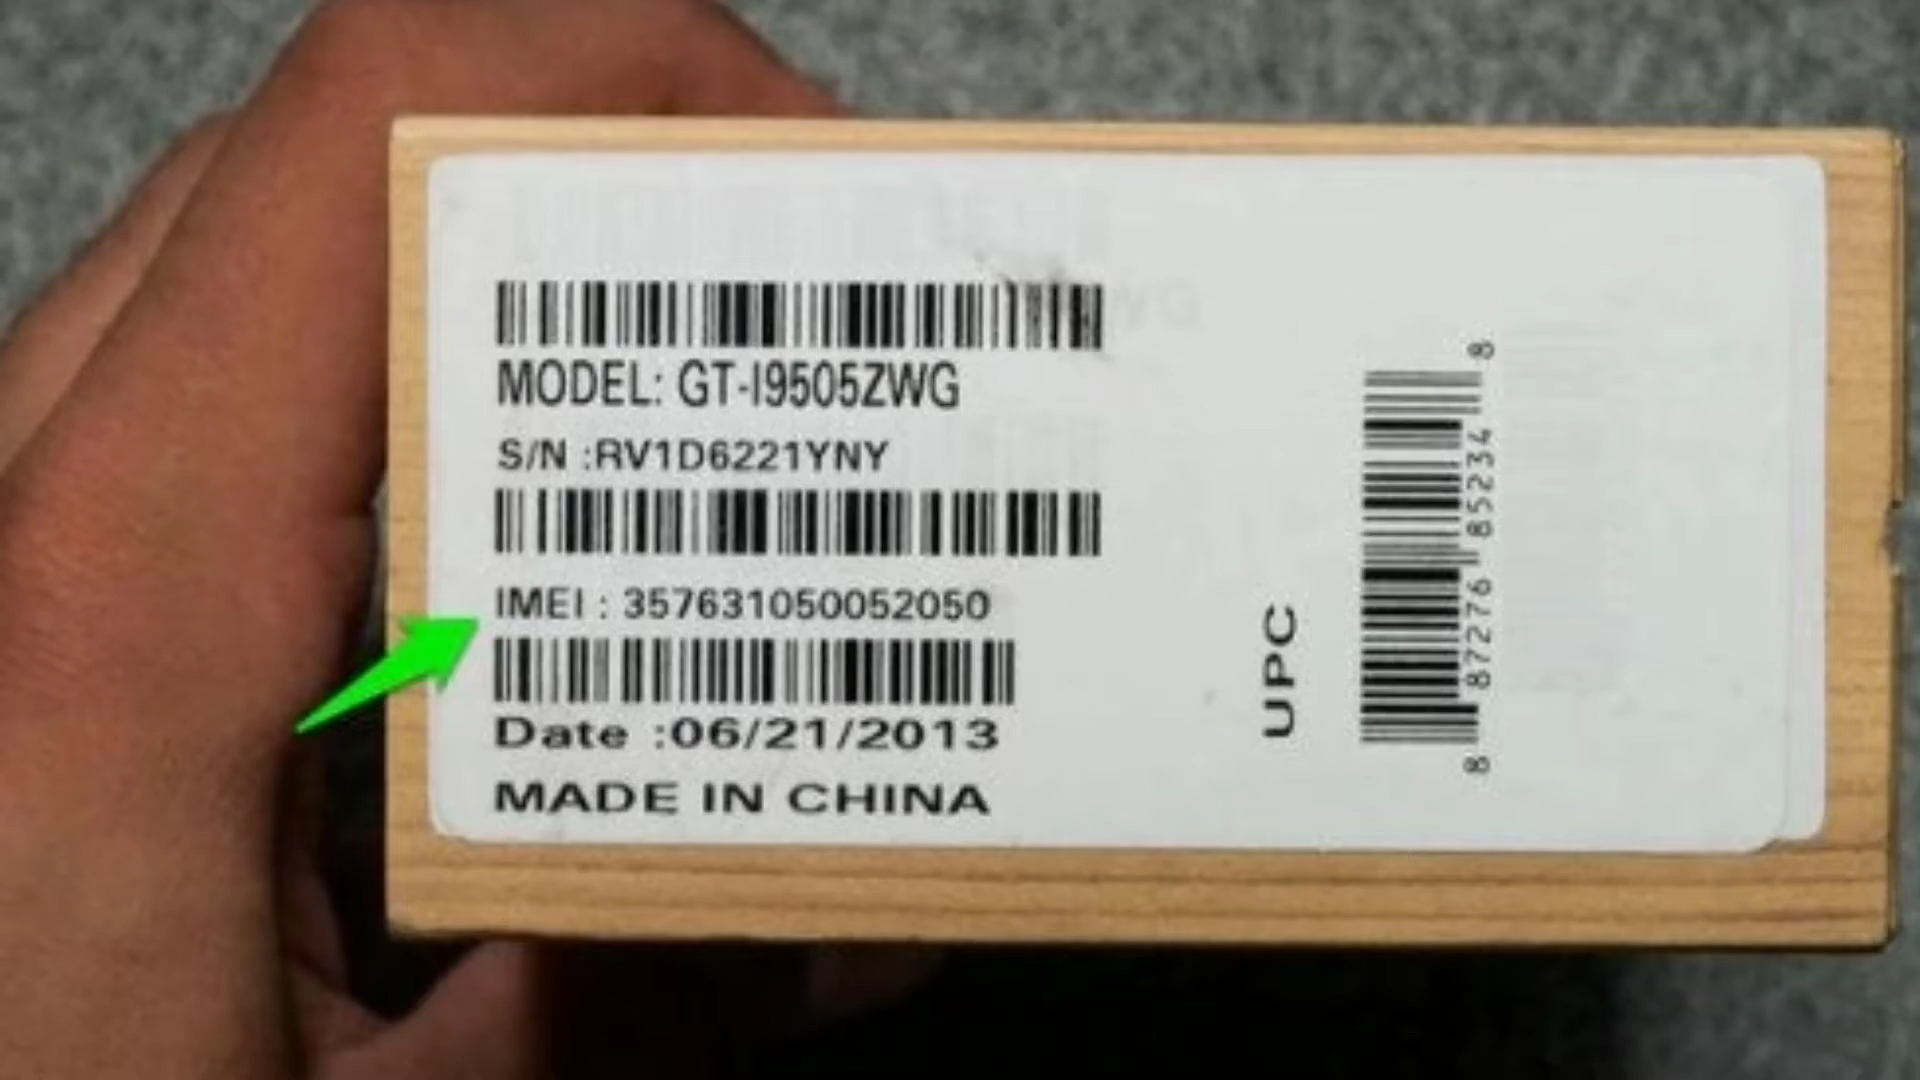 MODEL: GT-I9505ZWG
S/N :RV1D6221YNY
IMEI : 357631050052050
Date :06/21/2013
MADE IN CHINA
UPC
8 87276 85234 8